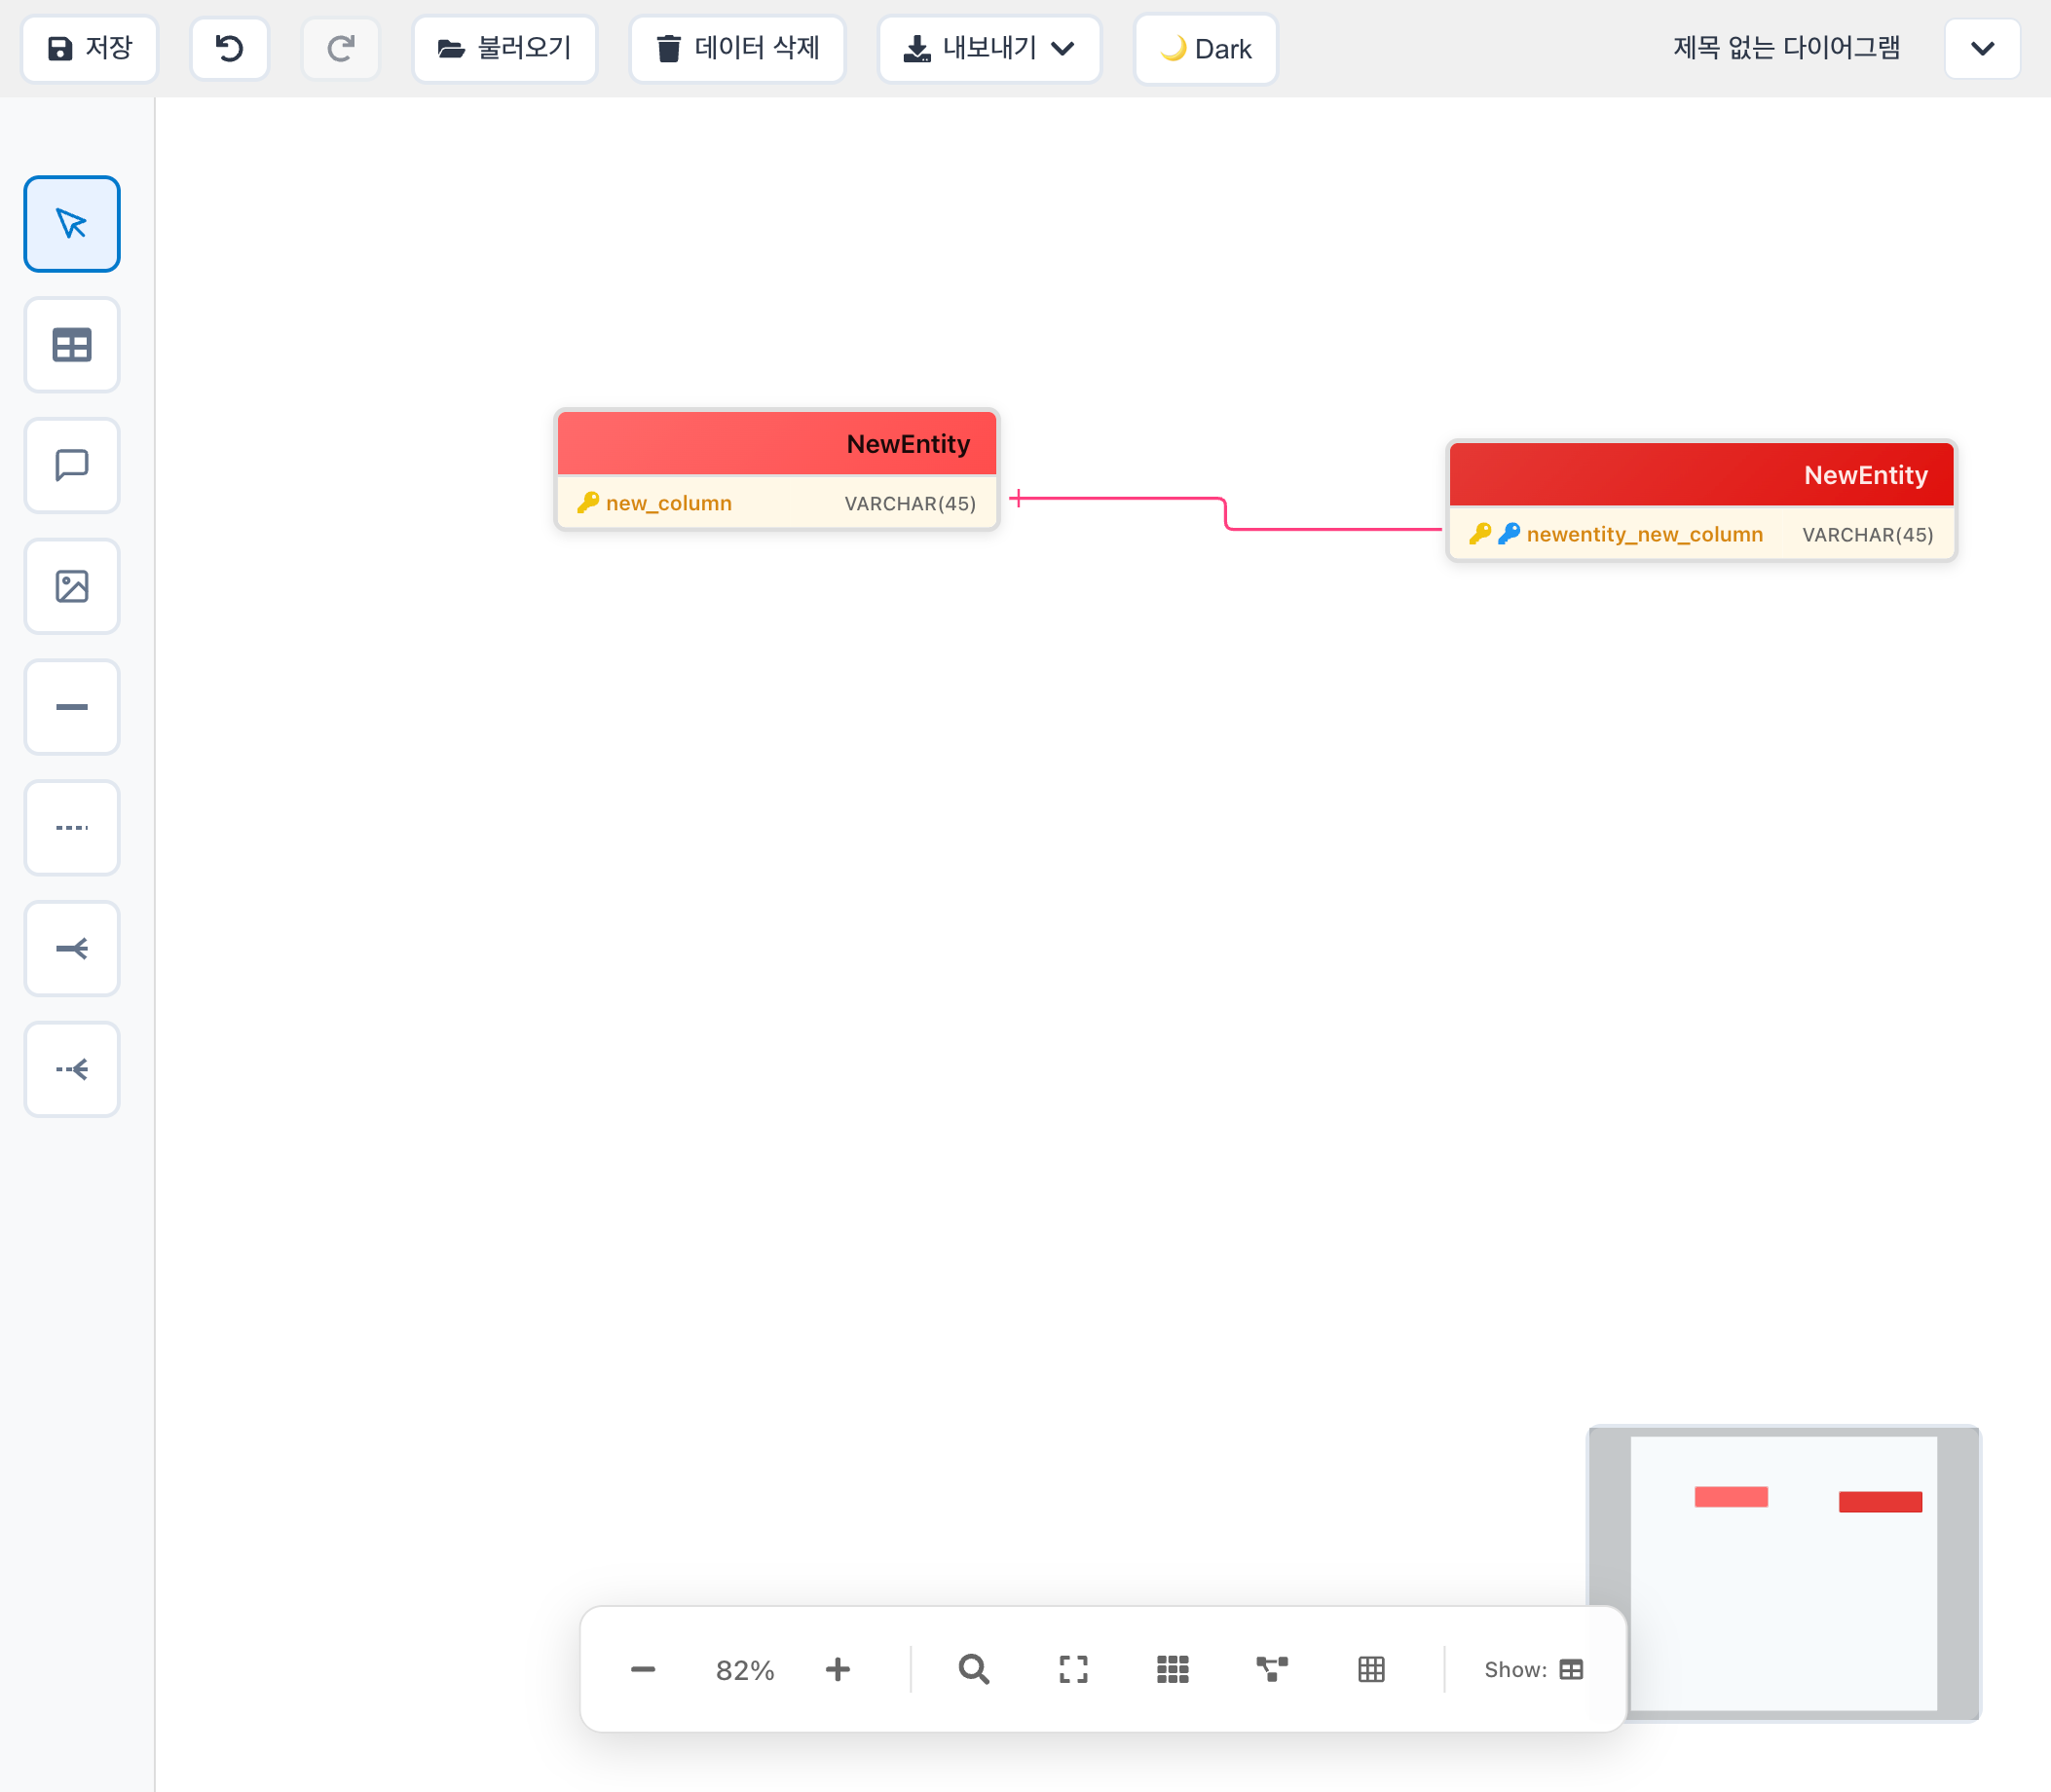 저장
불러오기
데이터 삭제
내보내기
Dark
제목 없는 다이어그램
NewEntity
new_column VARCHAR(45)
NewEntity
newentity_new_column VARCHAR(45)
82%
Show: